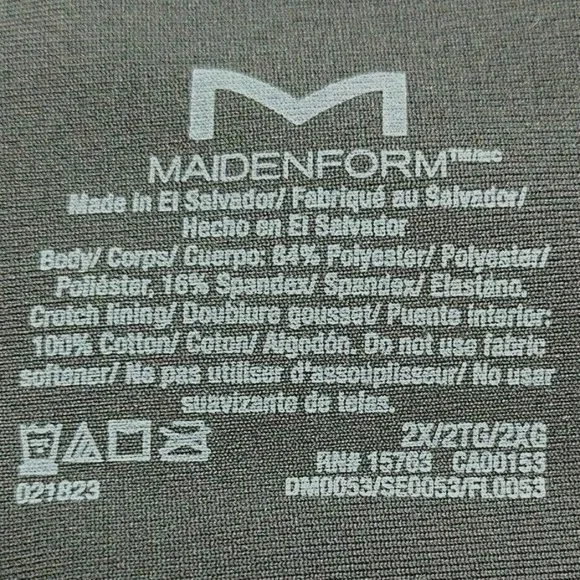 M
MAIDENFORM™/MC
Made in El Salvador/ Fabriqué au Salvador/
Hecho en El Salvador
Body/ Corps/ Cuerpo: 84% Polyester/ Polyester/
Poliéster, 16% Spandex/ Spandex/ Elastano.
Crotch lining/ Doublure gousset/ Puente interior:
100% Cotton/ Coton/ Algodón. Do not use fabric
softener/ Ne pas utiliser d'assouplisseur/ No usar
suavizante de telas.
2X/2TG/2XG
RN# 15763 CA00153
021823 DM0053/SE0053/FL0053